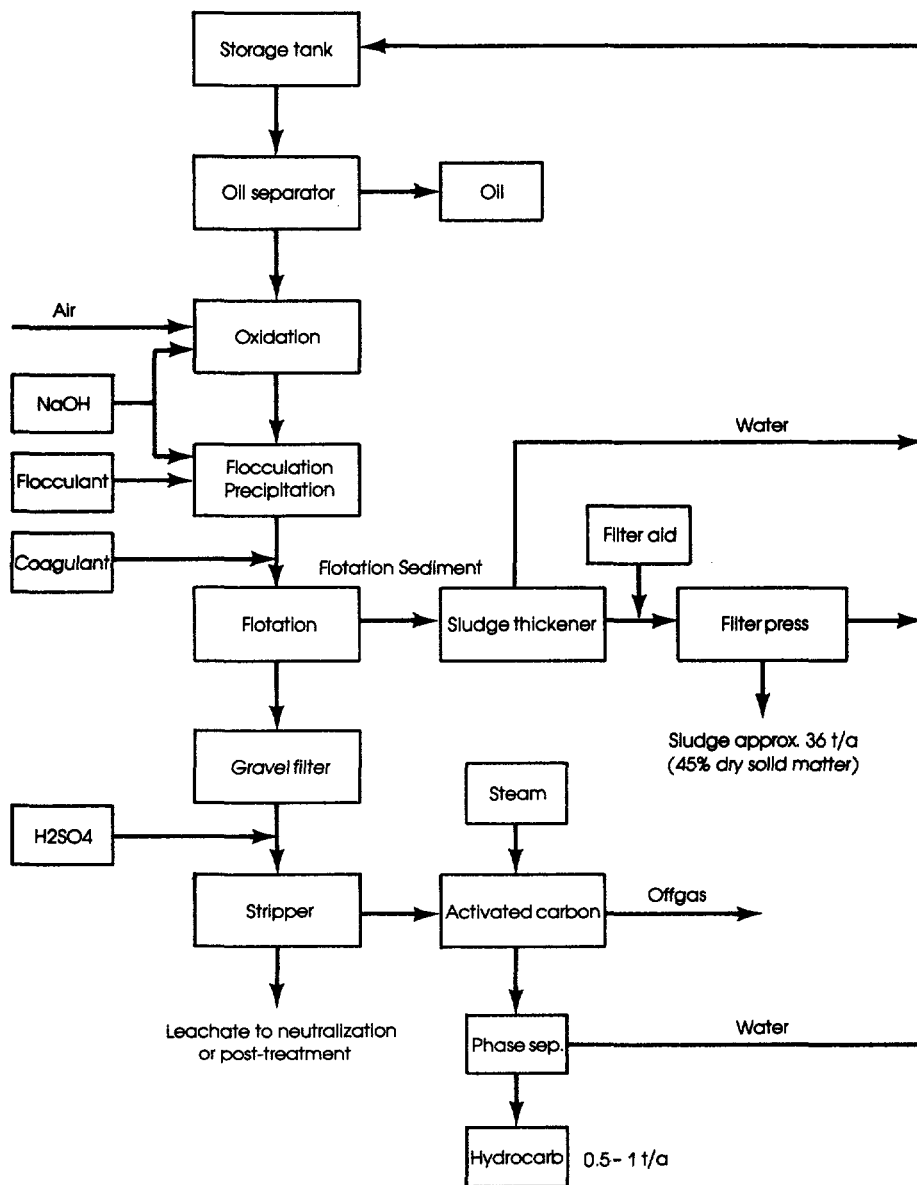 Storage tank
Oil separator
Oil
Air
Oxidation
NaOH
Water
Flocculation
Precipitation
Flocculant
Filter aid
Coagulant
Flotation Sediment
Flotation
Sludge thickener
Filter press
Sludge approx. 36 t/a
(45% dry solid matter)
Gravel filter
Steam
H2SO4
Stripper
Activated carbon
Offgas
Leachate to neutralization
or post-treatment
Phase sep.
Water
Hydrocarb
0.5 - 1 t/a